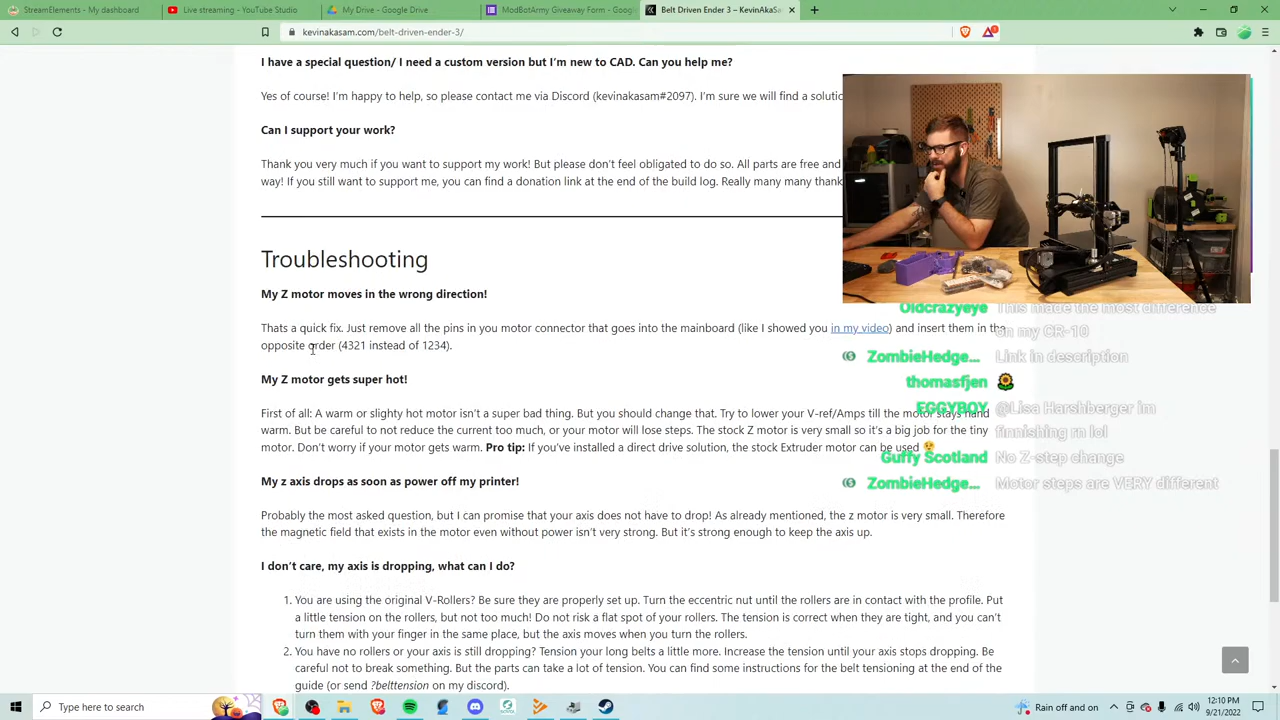 StreamElements - My dashboard
Live streaming - YouTube Studio
ModBotArmy Giveaway Form - Google
Belt Driven Ender 3 – KevinAkaSam
kevinakasam.com/belt-driven-ender-3/
I have a special question/ I need a custom version but I'm new to CAD. Can you help me?
Yes of course! I'm happy to help, so please contact me via Discord (kevinakasam#2097). I'm sure we will find a solutio
Can I support your work?
Thank you very much if you want to support my work! But please don't feel obligated to do so. All parts are free and
way! If you still want to support me, you can find a donation link at the end of the build log. Really many many thank
Troubleshooting
My Z motor moves in the wrong direction!
Thats a quick fix. Just remove all the pins in you motor connector that goes into the mainboard (like I showed you in my video) and insert them in the
opposite order (4321 instead of 1234).
My Z motor gets super hot!
First of all: A warm or slighty hot motor isn't a super bad thing. But you should change that. Try to lower your V-ref/Amps till the motor stays hand
warm. But be careful to not reduce the current too much, or your motor will lose steps. The stock Z motor is very small so it's a big job for the tiny
motor. Don't worry if your motor gets warm. Pro tip: If you've installed a direct drive solution, the stock Extruder motor can be used
My z axis drops as soon as power off my printer!
Probably the most asked question, but I can promise that your axis does not have to drop! As already mentioned, the z motor is very small. Therefore
the magnetic field that exists in the motor even without power isn't very strong. But it's strong enough to keep the axis up.
I don't care, my axis is dropping, what can I do?
1. You are using the original V-Rollers? Be sure they are properly set up. Turn the eccentric nut until the rollers are in contact with the profile. Put
a little tension on the rollers, but not too much! Do not risk a flat spot of your rollers. The tension is correct when they are tight, and you can't
turn them with your finger in the same place, but the axis moves when you turn the rollers.
2. You have no rollers or your axis is still dropping? Tension your long belts a little more. Increase the tension until your axis stops dropping. Be
careful not to break something. But the parts can take a lot of tension. You can find some instructions for the belt tensioning at the end of the
guide (or send ?belttension on my discord).
Oldcrazyeye This made the most difference
on my CR-10
ZombieHedge... Link in description
thomasfjen
EGGYBOY @Lisa Harshberger im
finnishing rn lol
Guffy Scotland No Z-step change
ZombieHedge... Motor steps are VERY different
Type here to search
Rain off and on
12:10 PM
9/21/2022